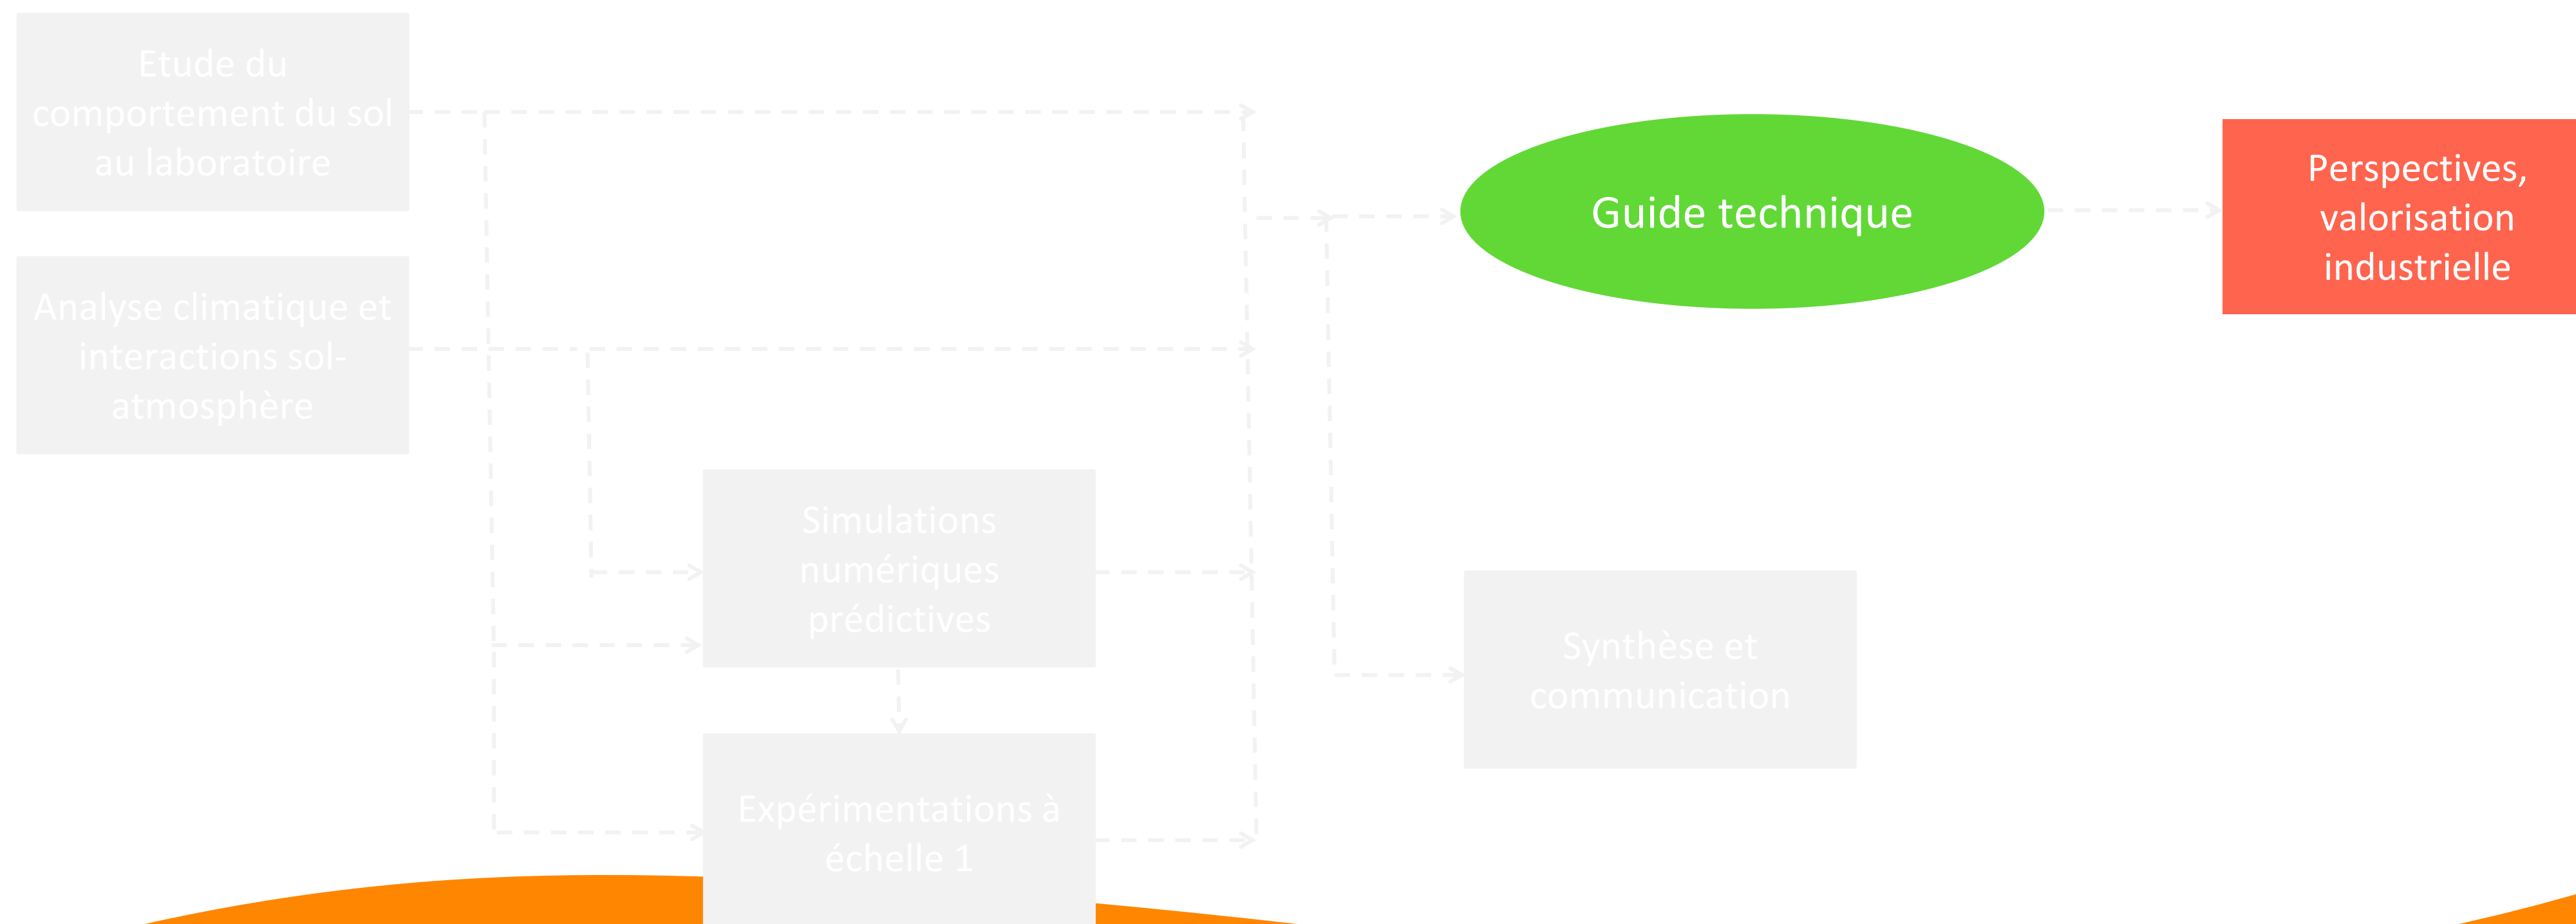 Etude du
comportement du sol
au laboratoire
Analyse climatique et
interactions sol-
atmosphère
Simulations
numériques
prédictives
Expérimentations à
échelle 1
Guide technique
Synthèse et
communication
Perspectives,
valorisation
industrielle